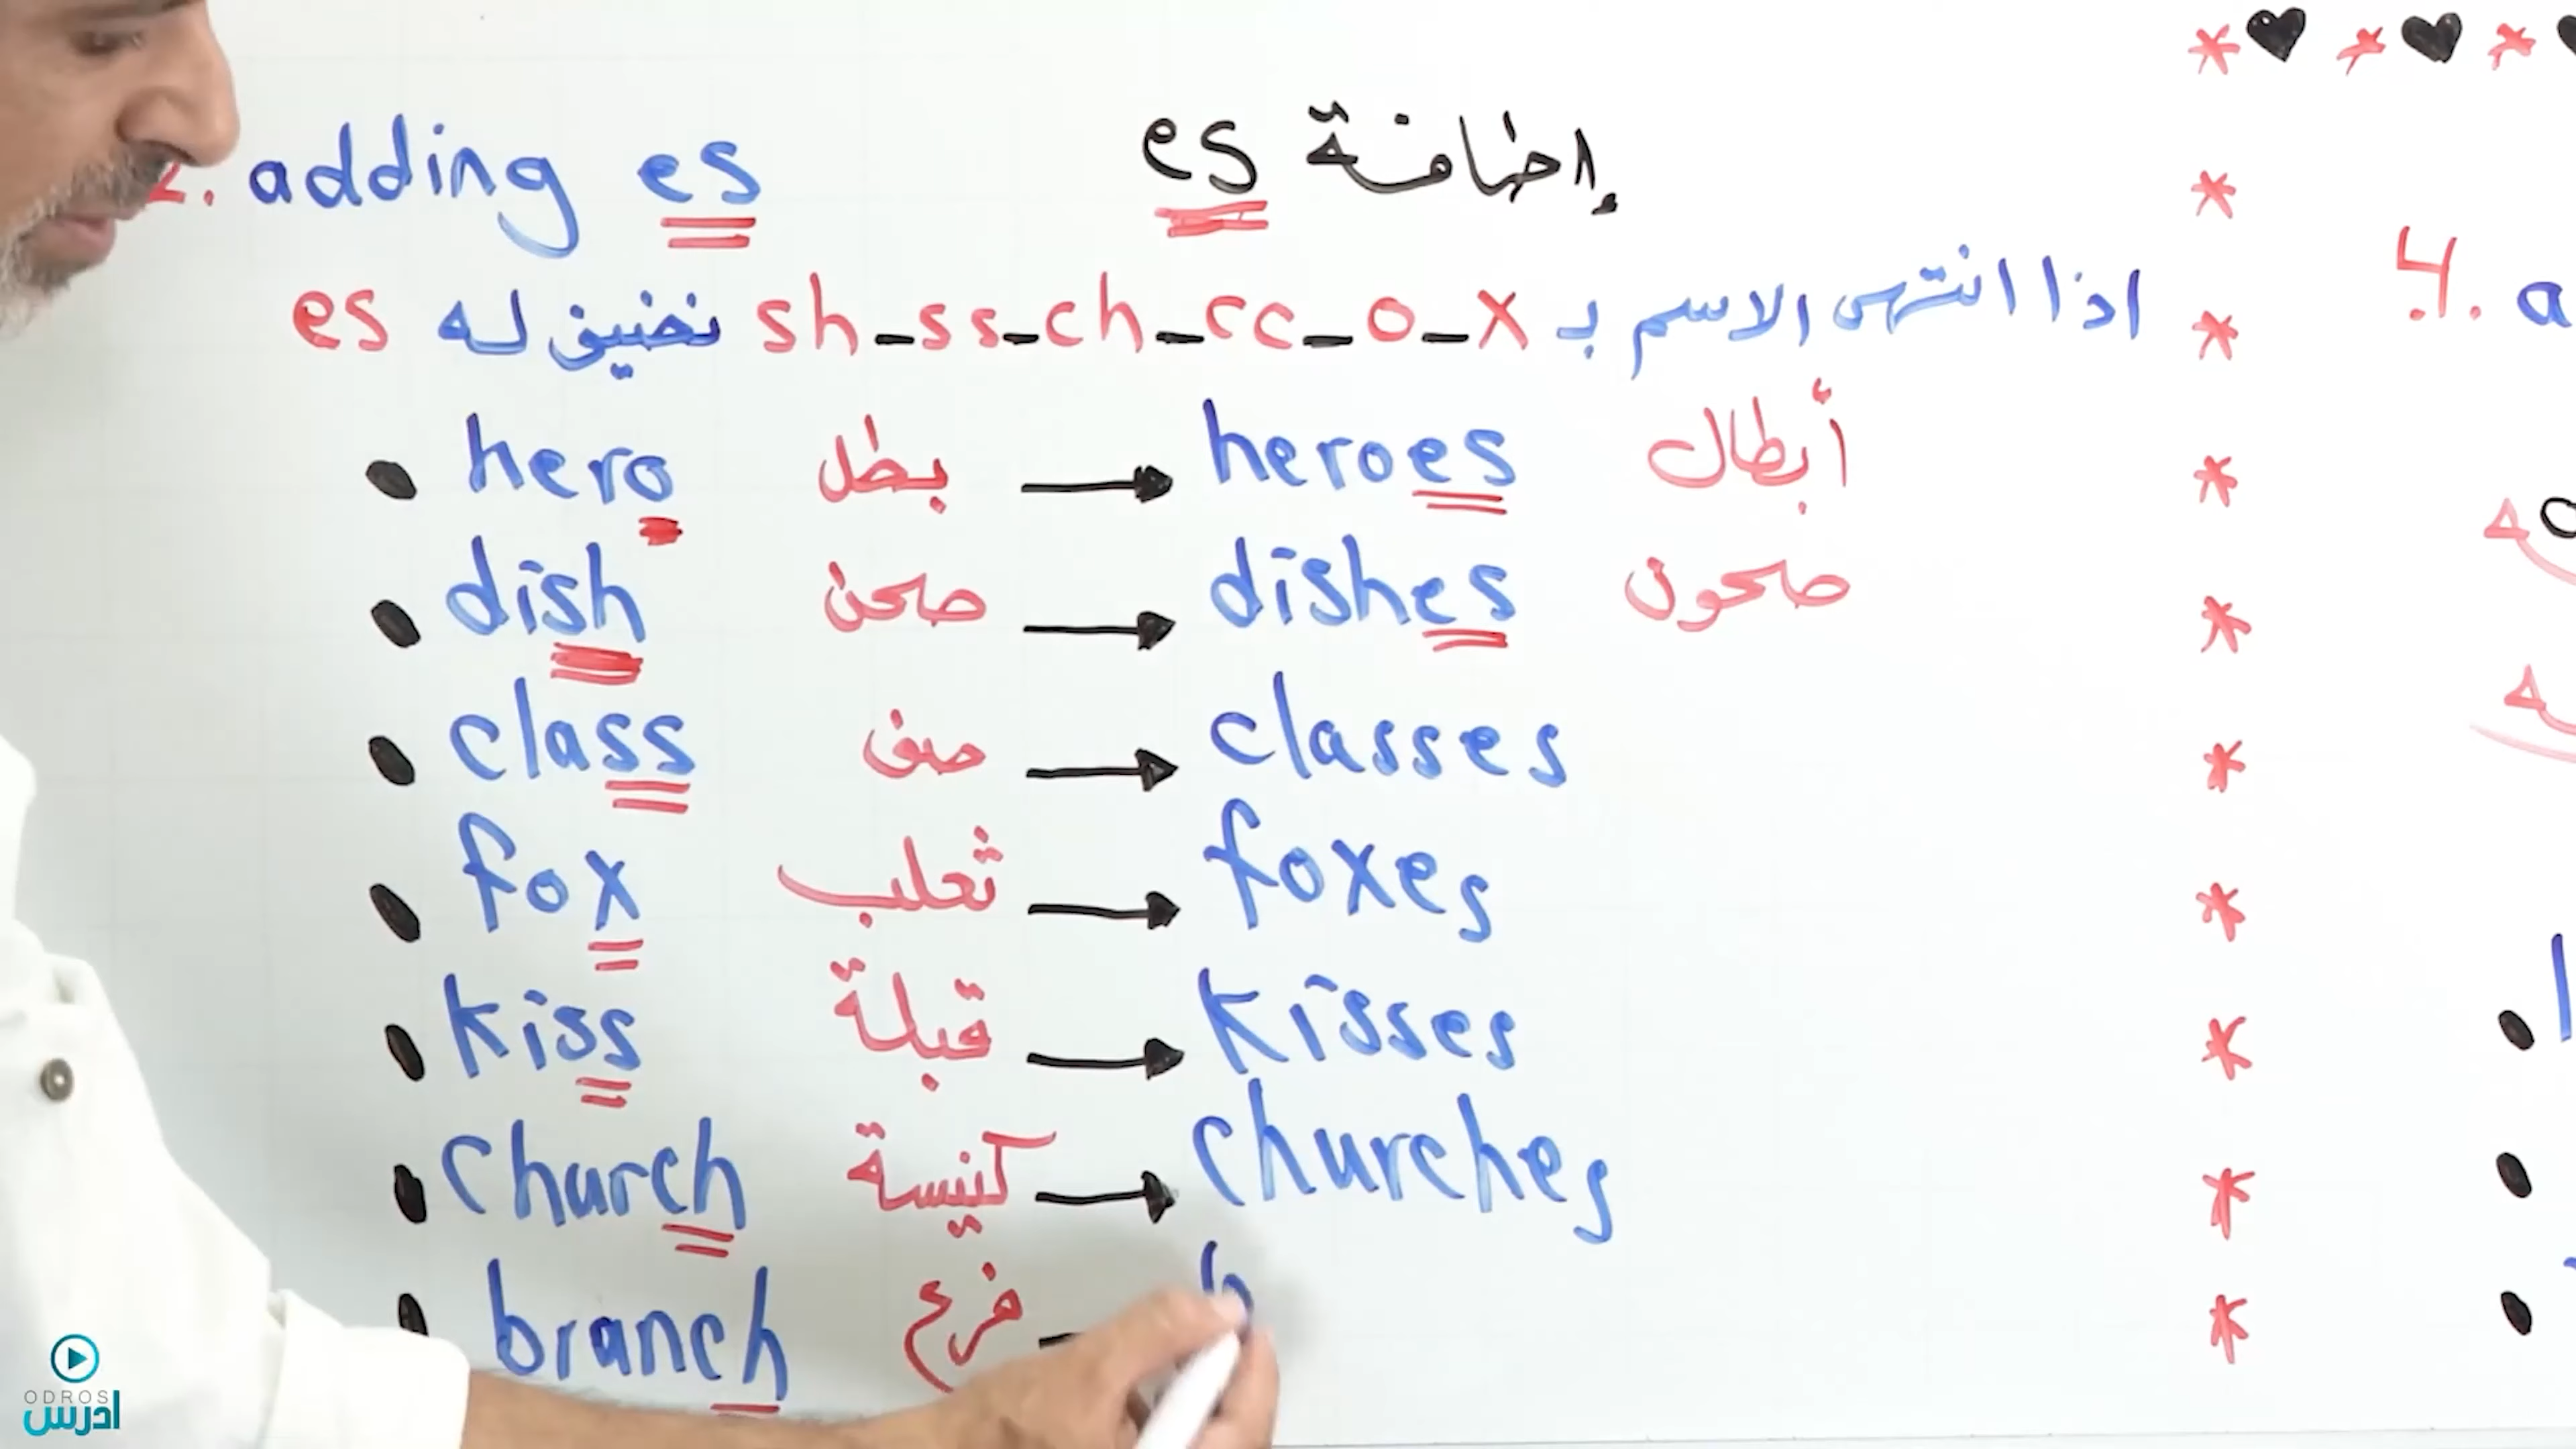 2. adding es إضافة es
اذا انتهى الاسم بـ sh_ss_ch_cc_o_x نضيف له es
hero بطل → heroes أبطال
dish صحن → dishes صحون
class صف → classes
fox ثعلب → foxes
kiss قبلة → kisses
church كنيسة → churches
branch فرع b
4. a
ODROS
ادرس